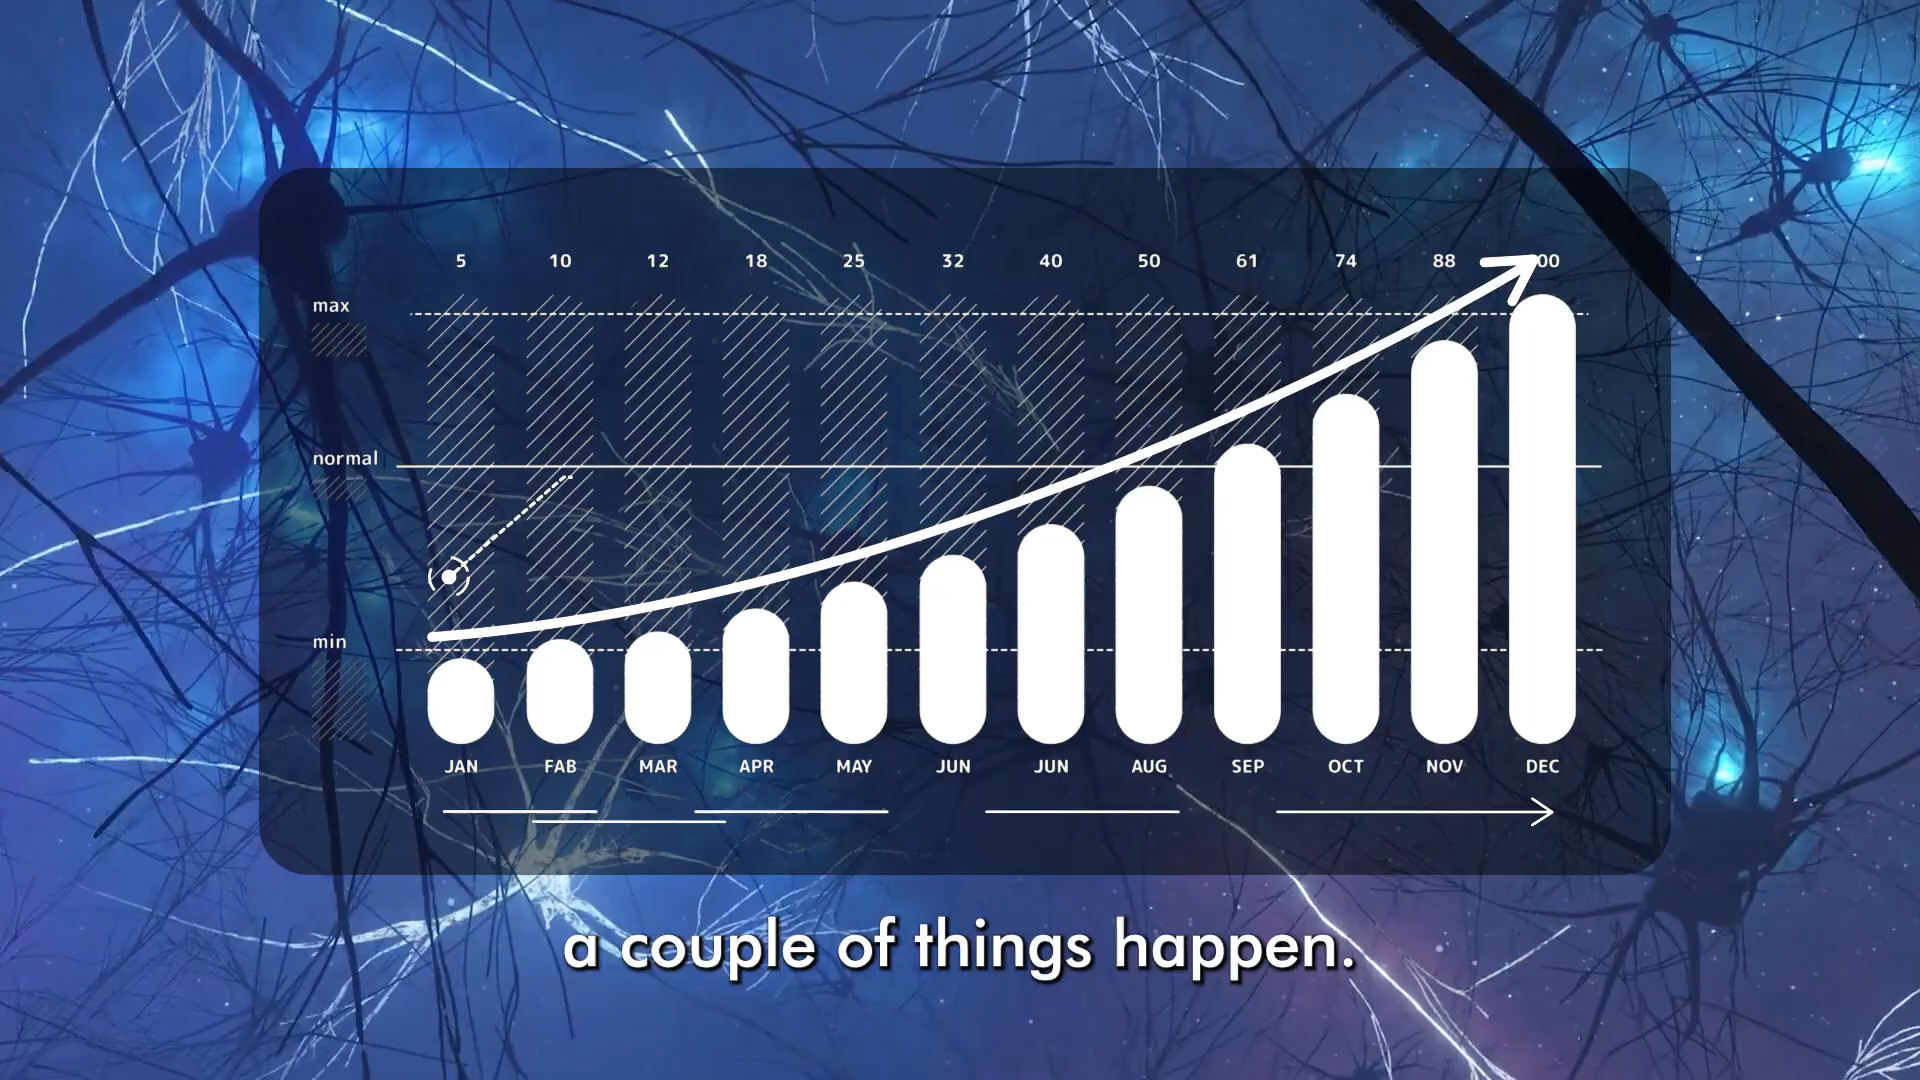 5 10 12 18 25 32 40 50 61 74 88 00
max
normal
min
JAN FAB MAR APR MAY JUN JUN AUG SEP OCT NOV DEC
a couple of things happen.